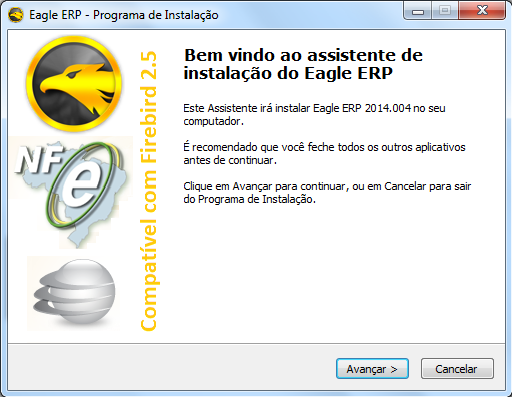 Eagle ERP - Programa de Instalação
Compatível com Firebird 2.5
NF
e
Bem vindo ao assistente de
instalação do Eagle ERP
Este Assistente irá instalar Eagle ERP 2014.004 no seu
computador.
É recomendado que você feche todos os outros aplicativos
antes de continuar.
Clique em Avançar para continuar, ou em Cancelar para sair
do Programa de Instalação.
Avançar >
Cancelar